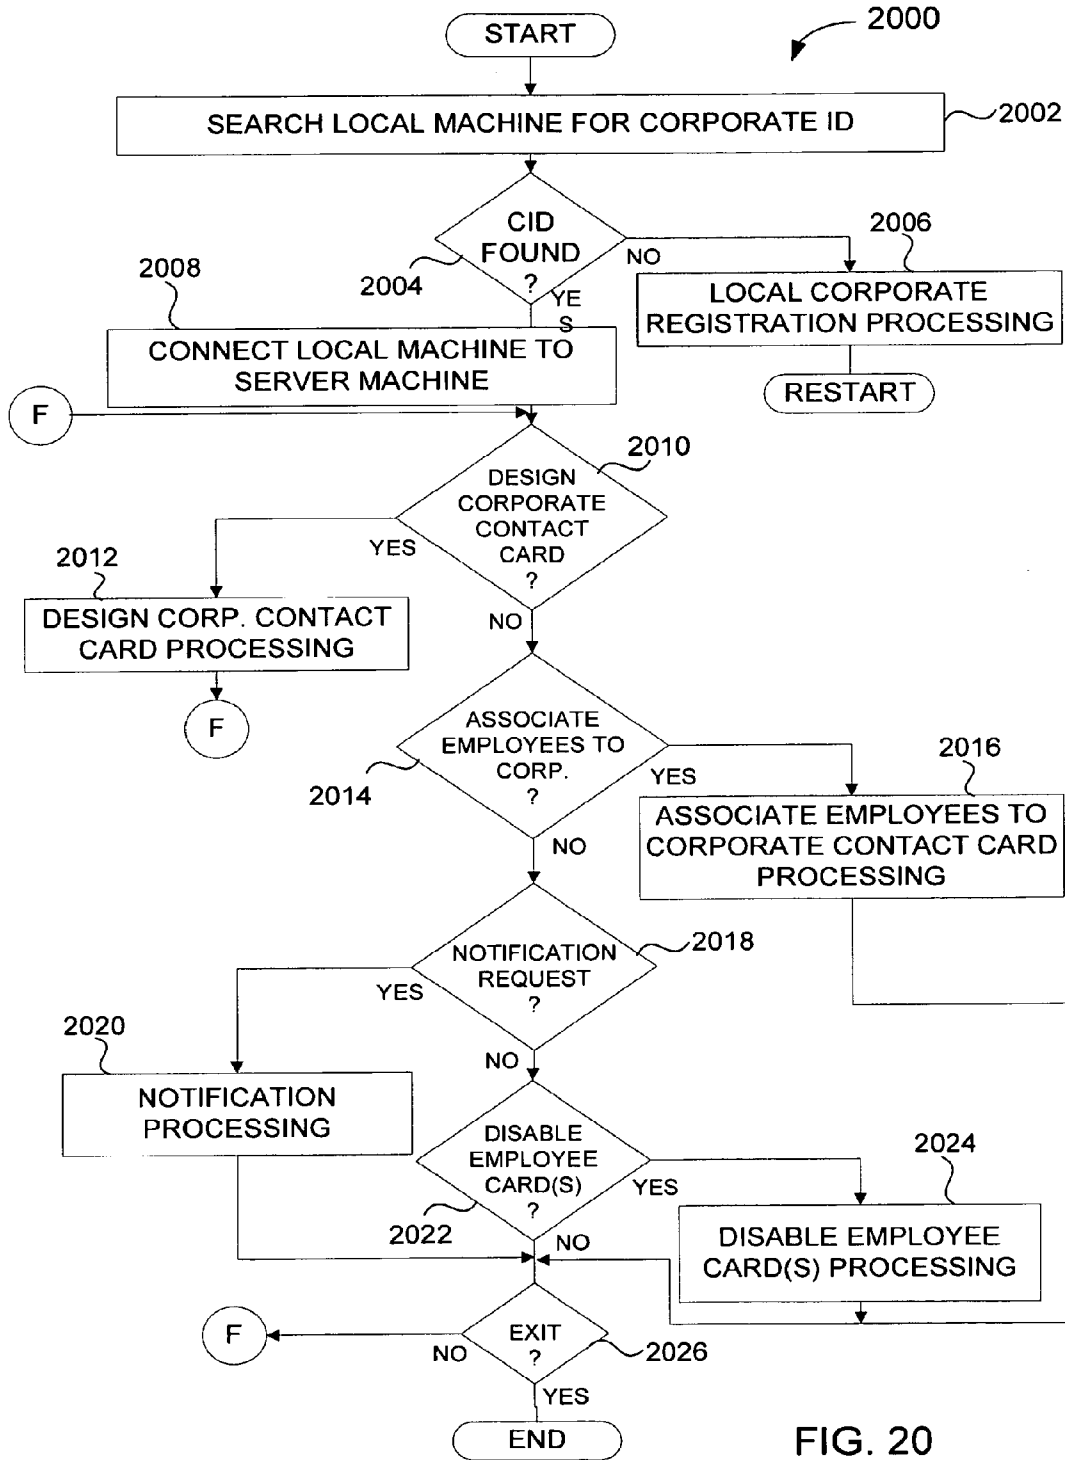 START
2000
SEARCH LOCAL MACHINE FOR CORPORATE ID
2002
CID
FOUND
?
2004
NO
YE
S
2006
LOCAL CORPORATE
REGISTRATION PROCESSING
RESTART
2008
CONNECT LOCAL MACHINE TO
SERVER MACHINE
F
2010
DESIGN
CORPORATE
CONTACT
CARD
?
YES
NO
2012
DESIGN CORP. CONTACT
CARD PROCESSING
F
ASSOCIATE
EMPLOYEES TO
CORP.
?
2014
YES
NO
2016
ASSOCIATE EMPLOYEES TO
CORPORATE CONTACT CARD
PROCESSING
2018
NOTIFICATION
REQUEST
?
YES
NO
2020
NOTIFICATION
PROCESSING
DISABLE
EMPLOYEE
CARD(S)
?
2022
YES
NO
2024
DISABLE EMPLOYEE
CARD(S) PROCESSING
F
EXIT
?
NO
2026
YES
END
FIG. 20